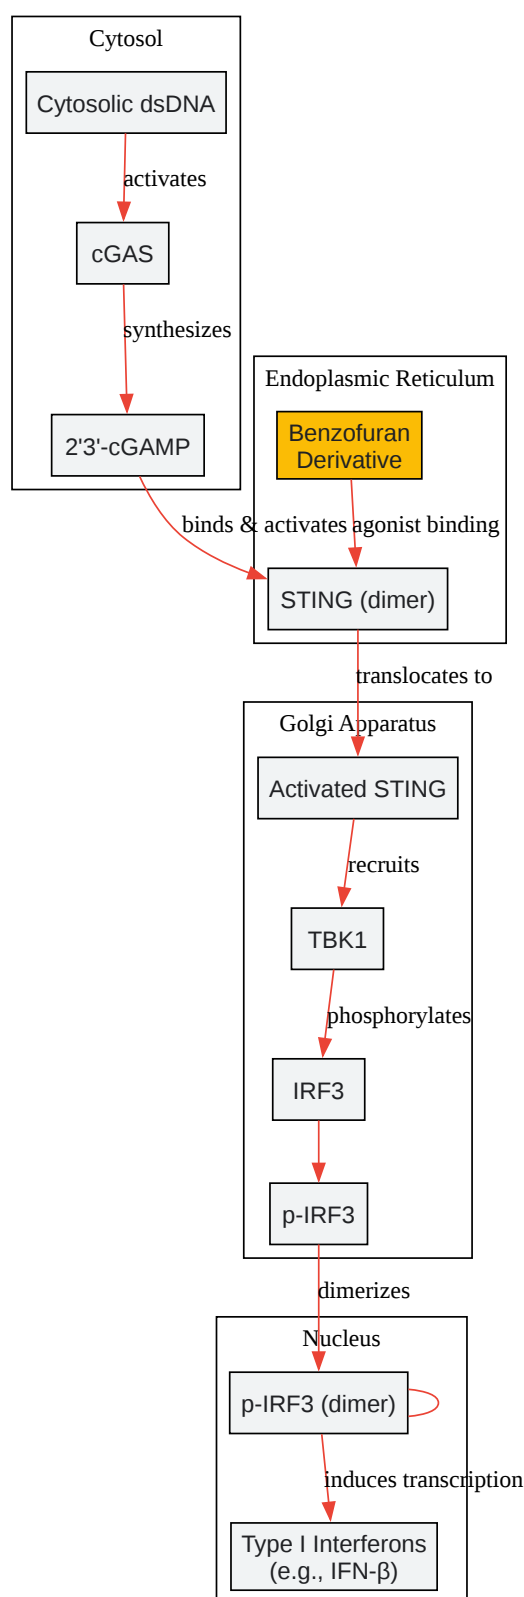 Cytosol
Cytosolic dsDNA
activates
cGAS
synthesizes
2'3'-cGAMP
Endoplasmic Reticulum
Benzofuran
Derivative
binds & activates
agonist binding
STING (dimer)
translocates to
Golgi Apparatus
Activated STING
recruits
TBK1
phosphorylates
IRF3
p-IRF3
dimerizes
Nucleus
p-IRF3 (dimer)
induces transcription
Type I Interferons
(e.g., IFN-β)